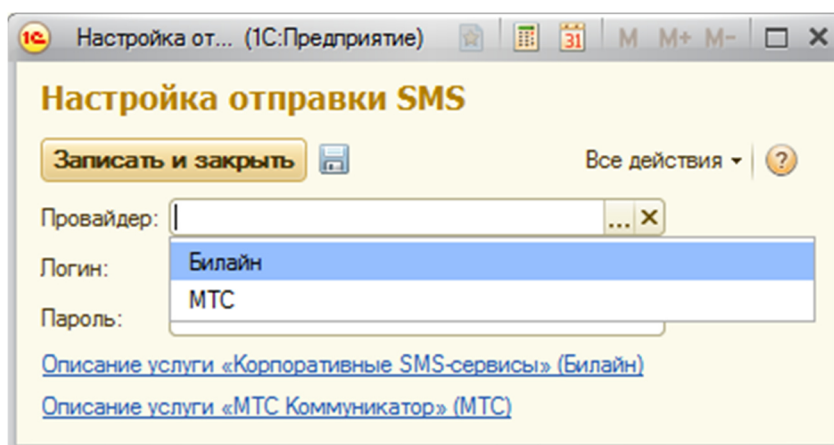 1С Настройка от... (1С:Предприятие) 31 M M+ M-
Настройка отправки SMS
Записать и закрыть Все действия ?
Провайдер: ...
Билайн
Логин:
МТС
Пароль:
Описание услуги «Корпоративные SMS-сервисы» (Билайн)
Описание услуги «МТС Коммуникатор» (МТС)